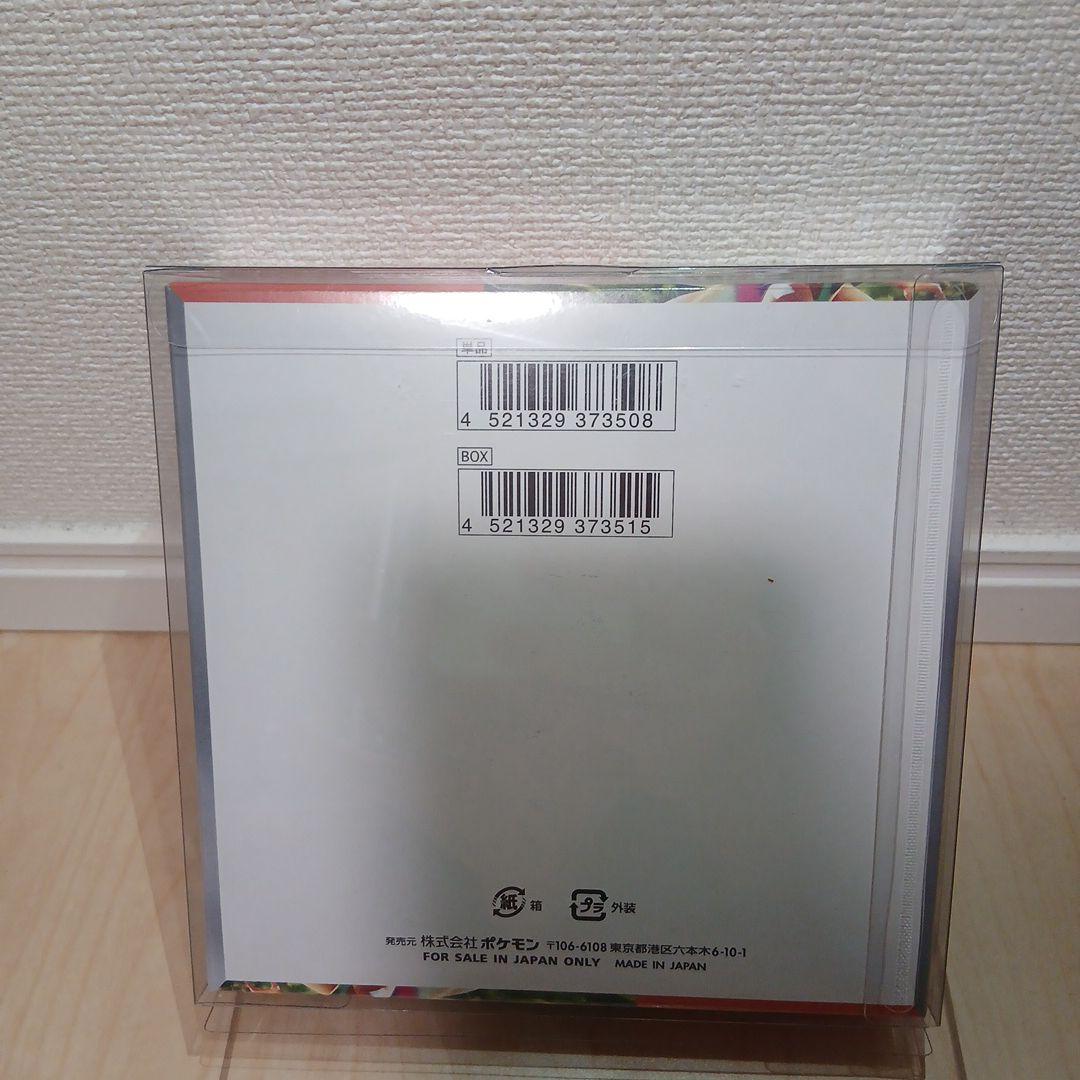 単品
4 521329 373508
BOX
4 521329 373515
紙 箱 プラ 外装
発売元 株式会社ポケモン 〒106-6108 東京都港区六本木6-10-1
FOR SALE IN JAPAN ONLY MADE IN JAPAN